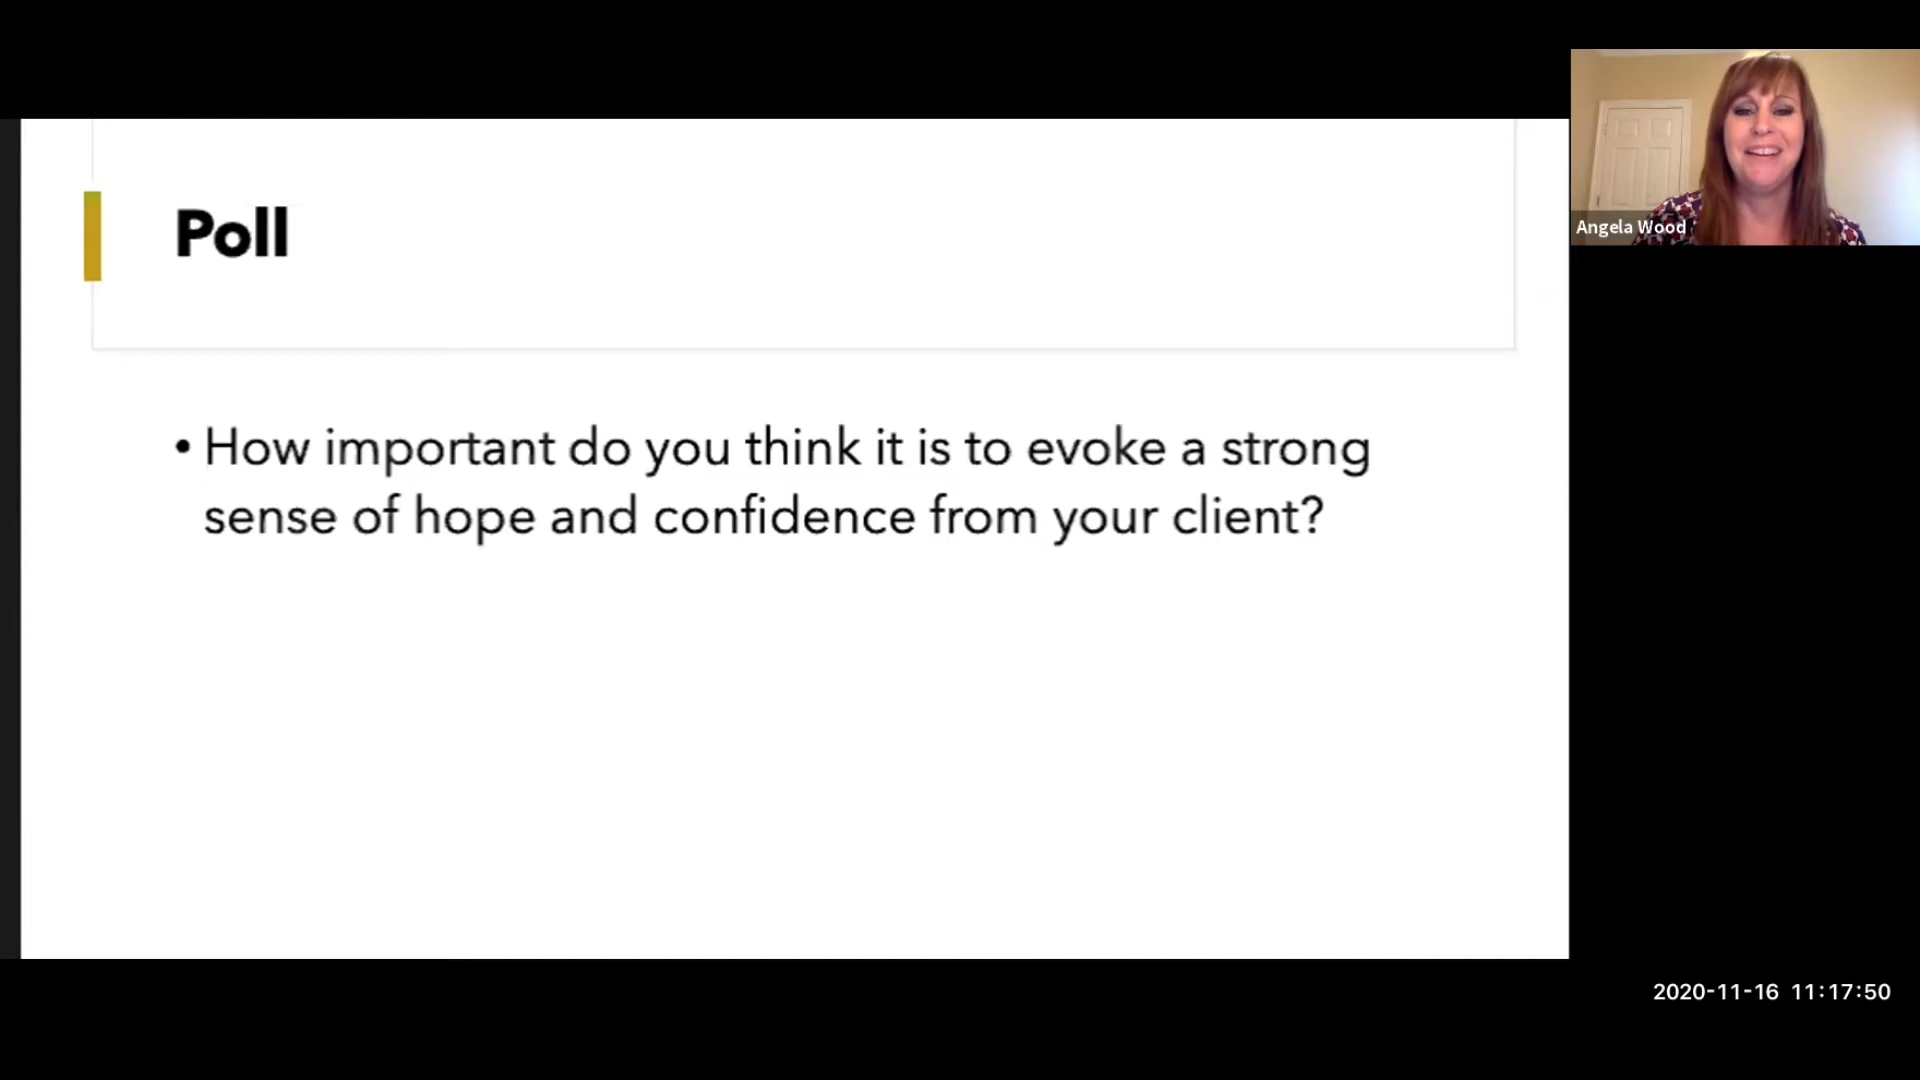 Poll
• How important do you think it is to evoke a strong
sense of hope and confidence from your client?
Angela Wood
2020-11-16 11:17:50